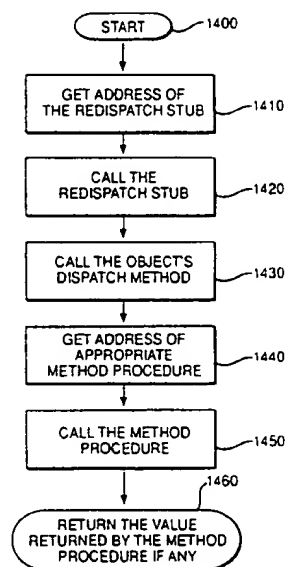 START
1400
GET ADDRESS OF
THE REDISPATCH STUB
1410
CALL THE
REDISPATCH STUB
1420
CALL THE OBJECT'S
DISPATCH METHOD
1430
GET ADDRESS OF
APPROPRIATE
METHOD PROCEDURE
1440
CALL THE METHOD
PROCEDURE
1450
1460
RETURN THE VALUE
RETURNED BY THE METHOD
PROCEDURE IF ANY